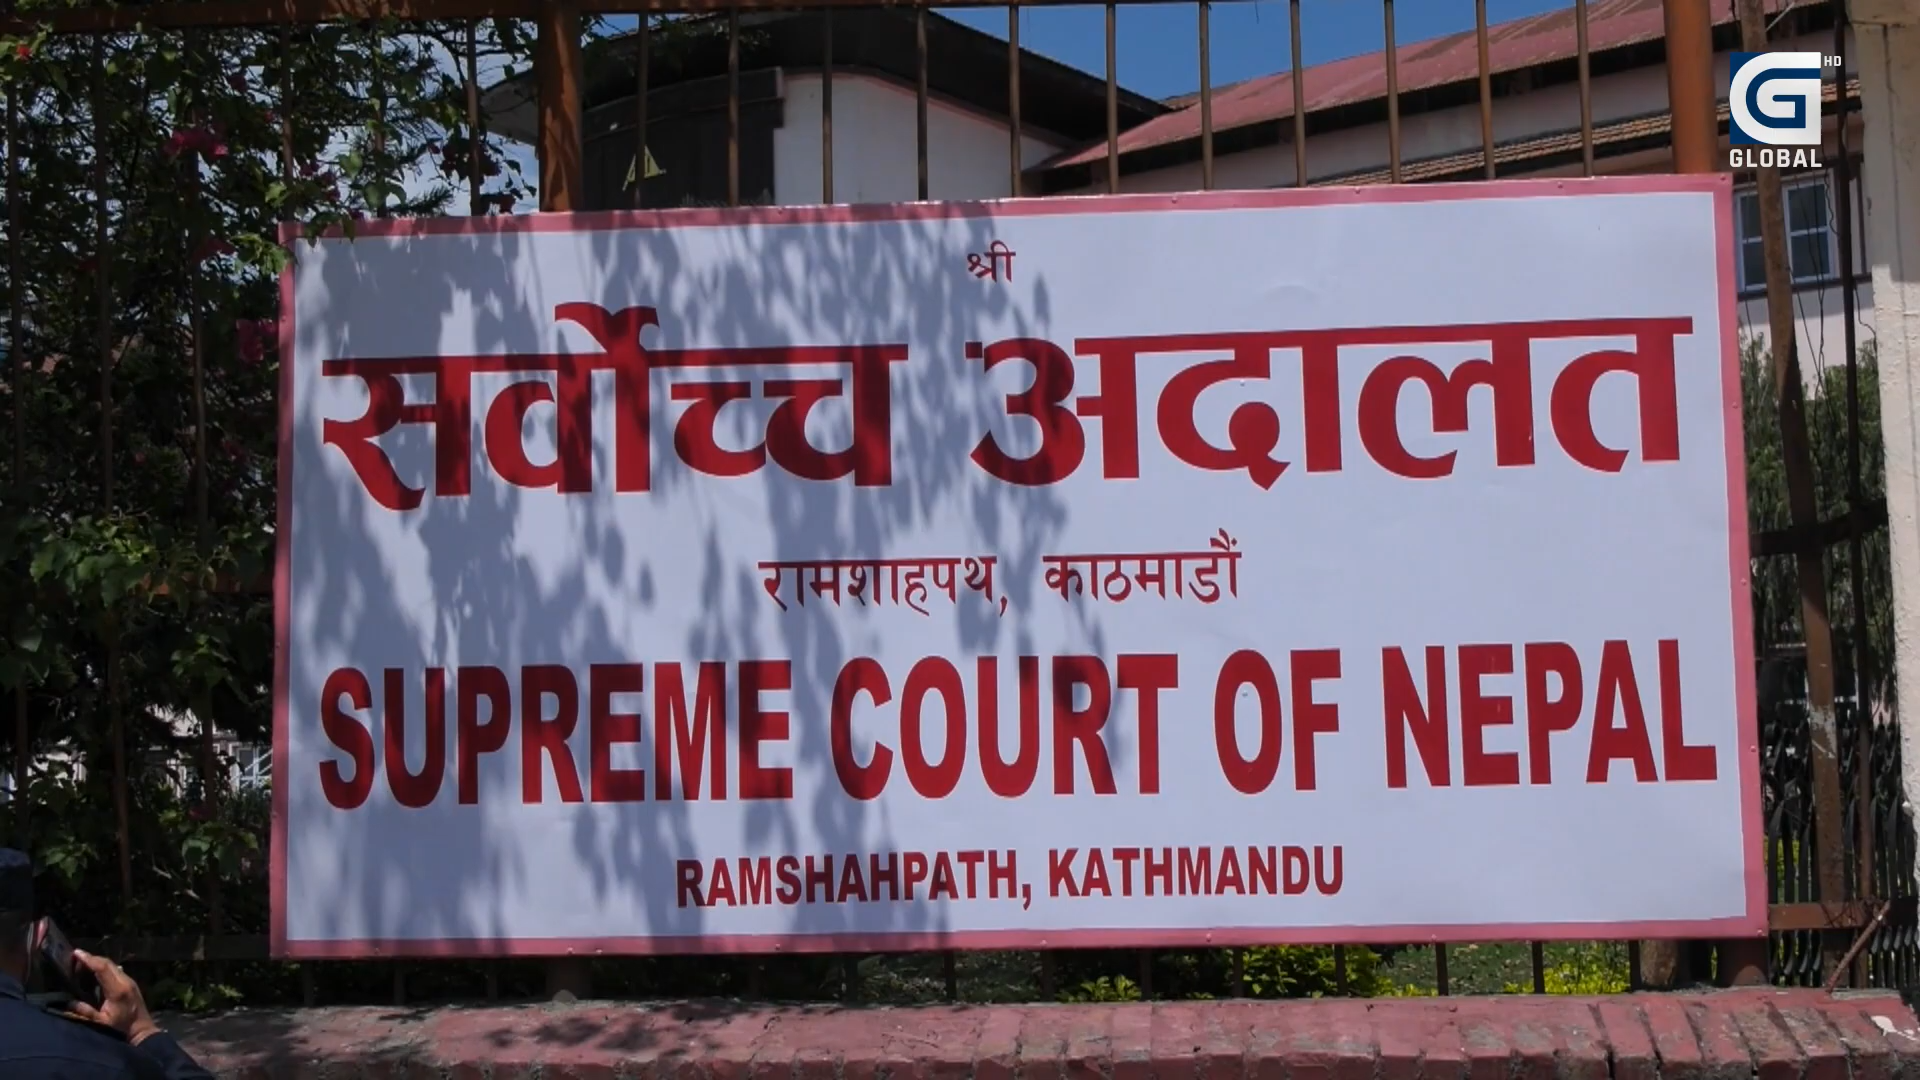 HD
GLOBAL
श्री
सर्वोच्च अदालत
रामशाहपथ, काठमाडौं
SUPREME COURT OF NEPAL
RAMSHAHPATH, KATHMANDU